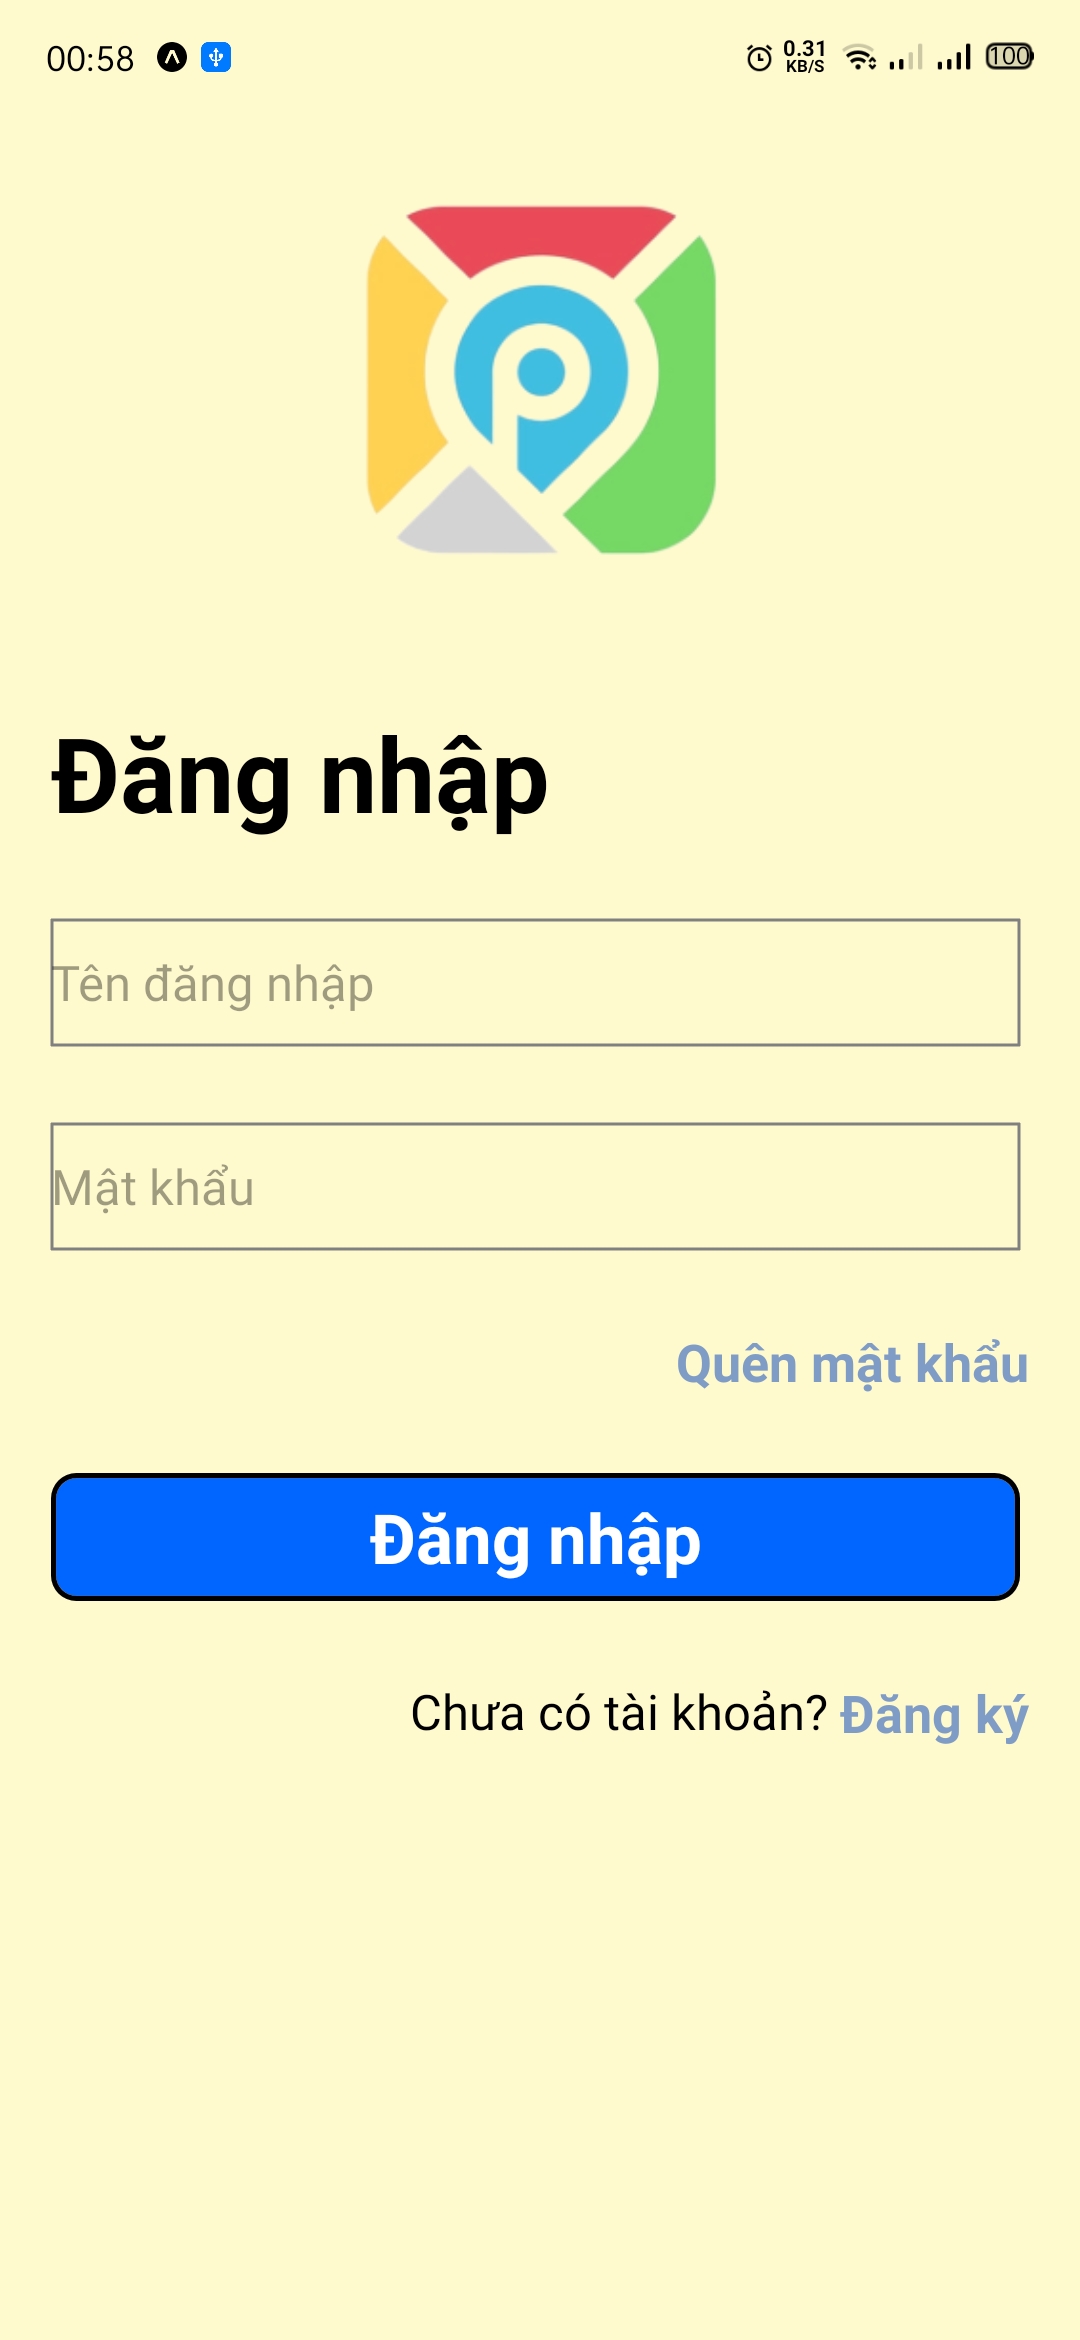 00:58 0.31 KB/S 100
Đăng nhập
Tên đăng nhập
Mật khẩu
Quên mật khẩu
Đăng nhập
Chưa có tài khoản? Đăng ký